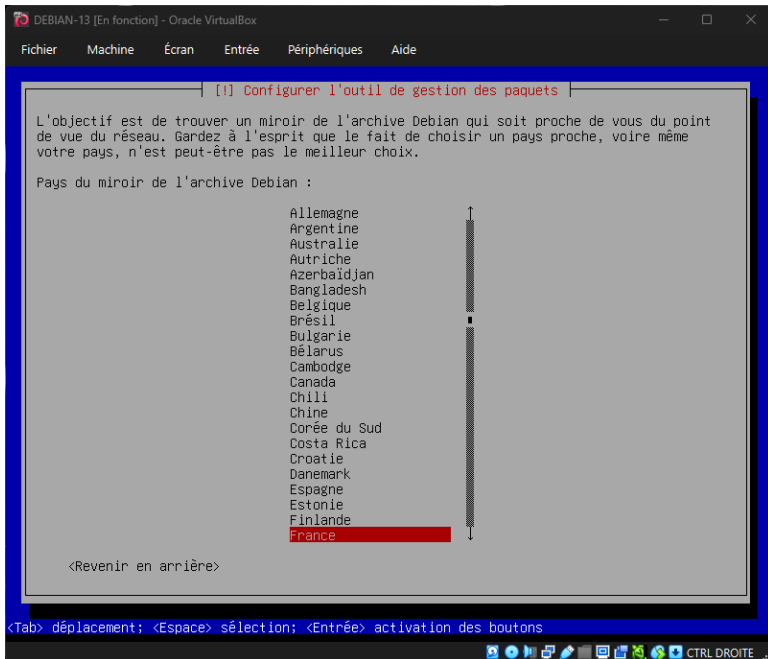 DEBIAN-13 [En fonction] - Oracle VirtualBox
Fichier Machine Écran Entrée Périphériques Aide
[!] Configurer l'outil de gestion des paquets
L'objectif est de trouver un miroir de l'archive Debian qui soit proche de vous du point
de vue du réseau. Gardez à l'esprit que le fait de choisir un pays proche, voire même
votre pays, n'est peut-être pas le meilleur choix.
Pays du miroir de l'archive Debian :
Allemagne
Argentine
Australie
Autriche
Azerbaïdjan
Bangladesh
Belgique
Brésil
Bulgarie
Bélarus
Cambodge
Canada
Chili
Chine
Corée du Sud
Costa Rica
Croatie
Danemark
Espagne
Estonie
Finlande
France
<Revenir en arrière>
<Tab> déplacement; <Espace> sélection; <Entrée> activation des boutons
CTRL DROITE